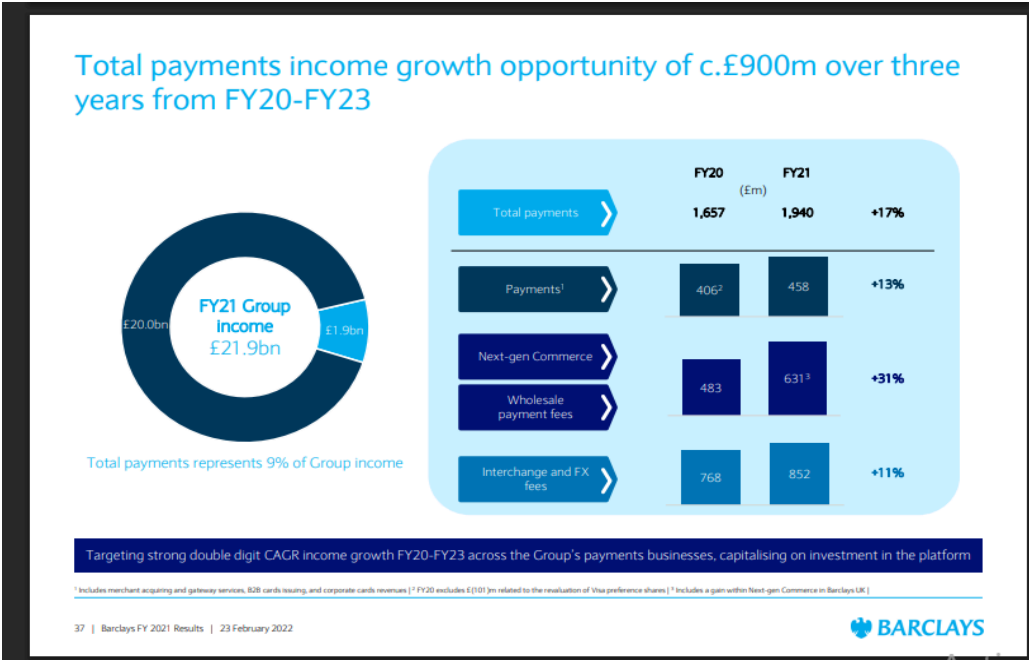 Total payments income growth opportunity of c.£900m over three
years from FY20-FY23
£20.0bn
FY21 Group
income
£21.9bn
£1.9bn
Total payments represents 9% of Group income
FY20 FY21
(£m)
Total payments 1,657 1,940 +17%
Payments¹ 406² 458 +13%
Next-gen Commerce
Wholesale
payment fees
483 631³ +31%
Interchange and FX
fees
768 852 +11%
Targeting strong double digit CAGR income growth FY20-FY23 across the Group's payments businesses, capitalising on investment in the platform
¹ Includes merchant acquiring and gateway services, B2B cards issuing, and corporate cards revenues | ² FY20 excludes £(101)m related to the revaluation of Visa preference shares | ³ Includes a gain within Next-gen Commerce in Barclays UK |
37 | Barclays FY 2021 Results | 23 February 2022
BARCLAYS